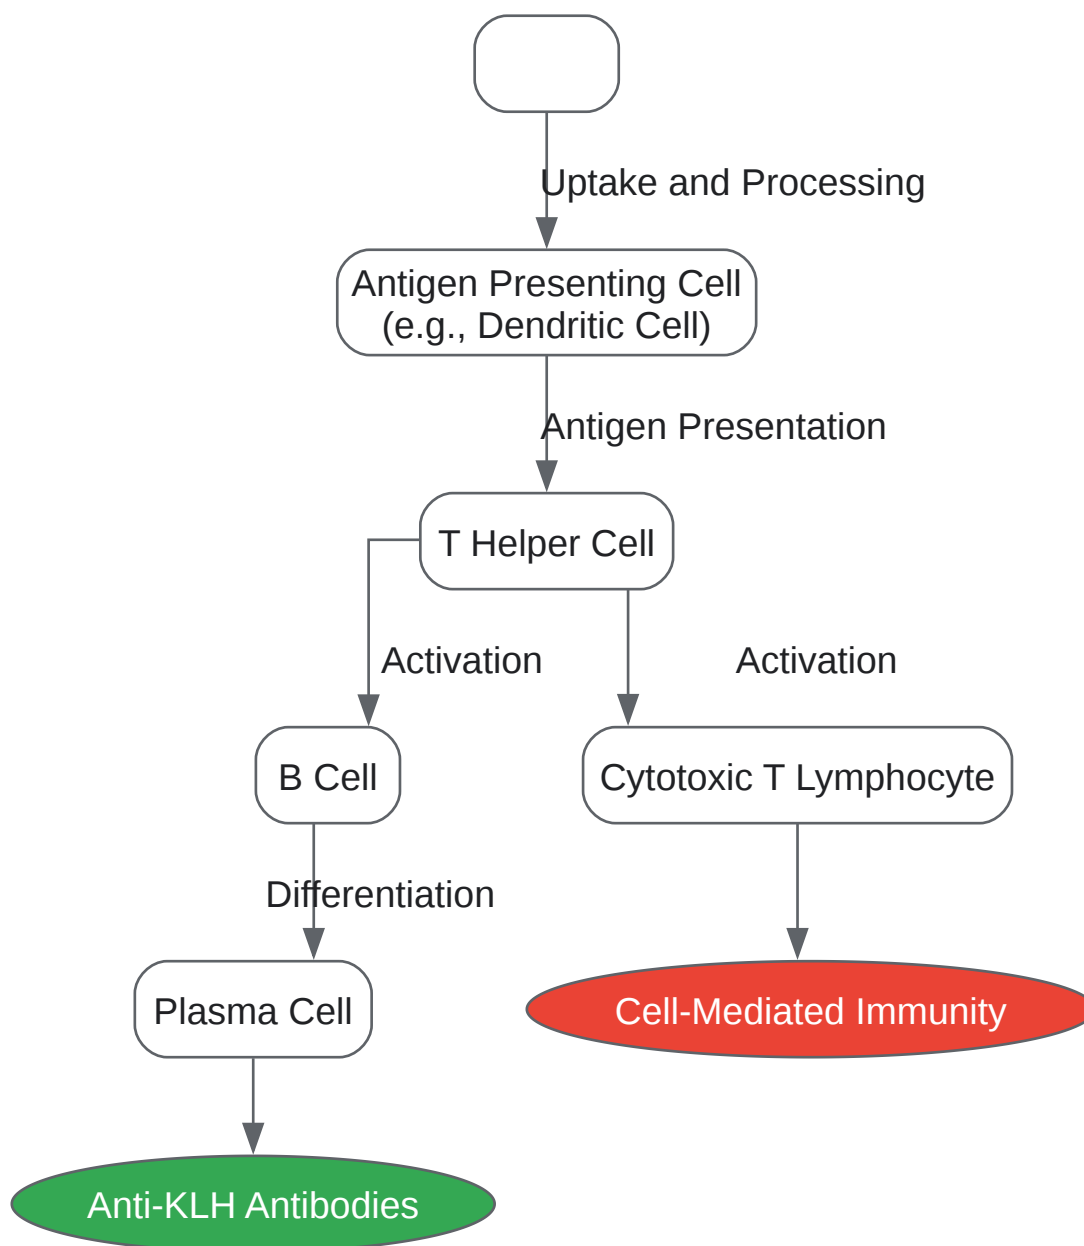 Uptake and Processing
Antigen Presenting Cell
(e.g., Dendritic Cell)
Antigen Presentation
T Helper Cell
Activation
Activation
B Cell
Cytotoxic T Lymphocyte
Differentiation
Plasma Cell
Cell-Mediated Immunity
Anti-KLH Antibodies